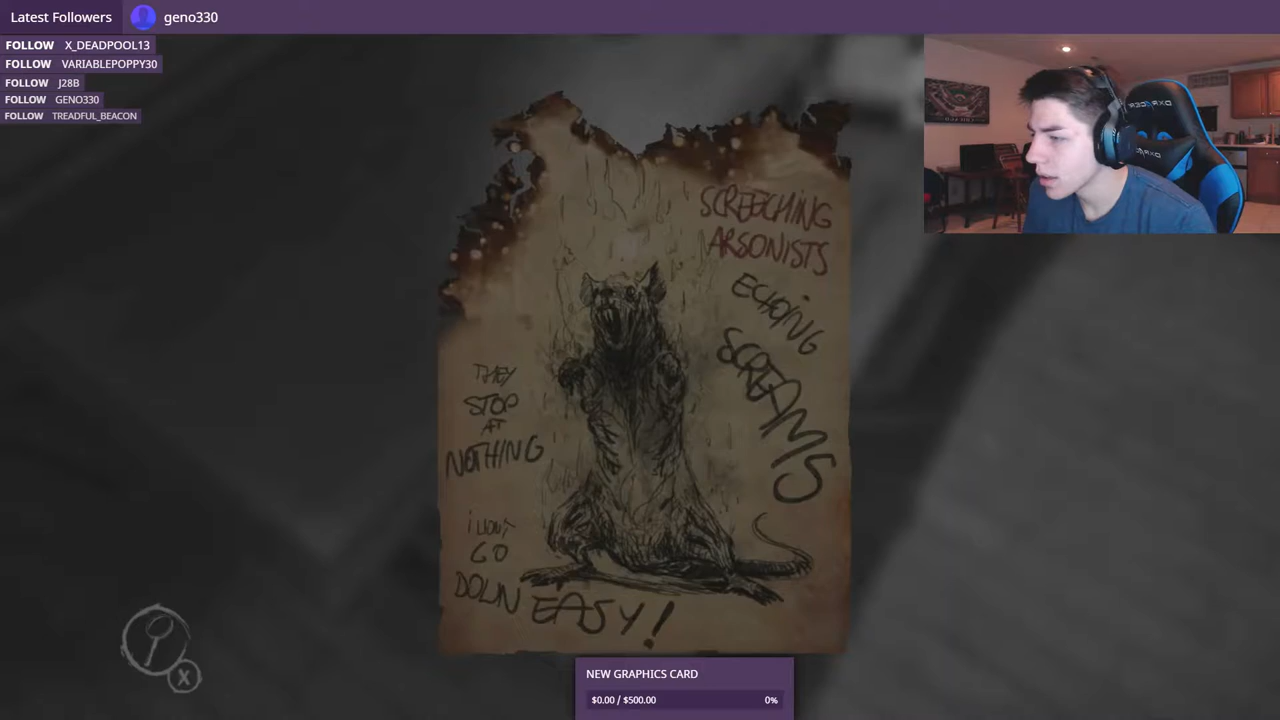 Latest Followers
geno330
FOLLOW X_DEADPOOL13
FOLLOW VARIABLEPOPPY30
FOLLOW J28B
FOLLOW GENO330
FOLLOW TREADFUL_BEACON
SCREECHING
ARSONISTS
ECHOING
SCREAMS
THEY
STOP
AT
NOTHING
I WON'T
GO
DOWN EASY!
X
NEW GRAPHICS CARD
$0.00 / $500.00 0%